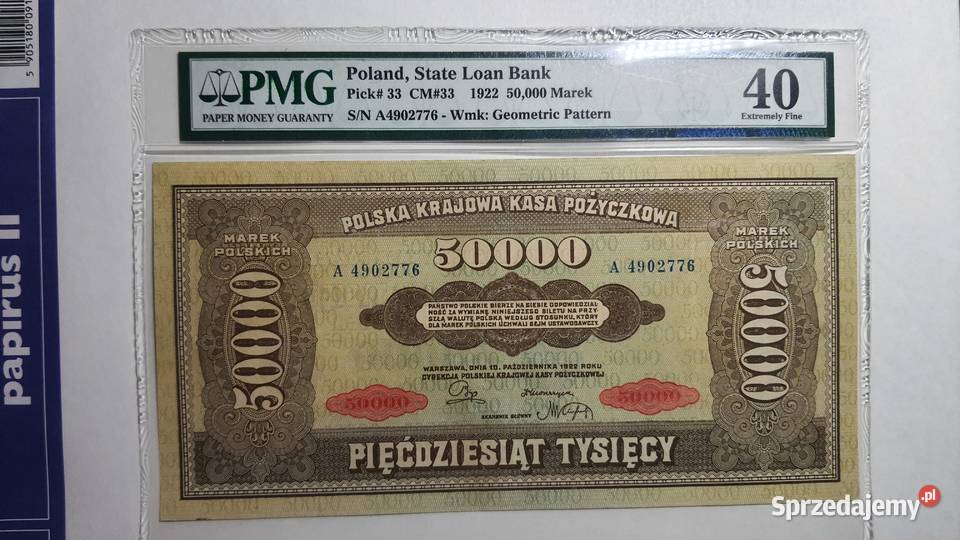 5 905180 091
papirus II
PMG
PAPER MONEY GUARANTY
Poland, State Loan Bank
Pick# 33 CM#33 1922 50,000 Marek
S/N A4902776 - Wmk: Geometric Pattern
40
Extremely Fine
POLSKA KRAJOWA KASA POŻYCZKOWA
MAREK POLSKICH
50000
MAREK POLSKICH
A 4902776
A 4902776
50000
50000
PAŃSTWO POLSKIE BIERZE NA SIEBIE ODPOWIEDZIAL-
NOŚĆ ZA WYMIANĘ NINIEJSZEGO BILETU NA PRZY-
SZŁĄ WALUTĘ POLSKĄ WEDŁUG STOSUNKU, KTÓRY
DLA MAREK POLSKICH UCHWALI SEJM USTAWODAWCZY.
WARSZAWA, DNIA 10. PAŹDZIERNIKA 1922 ROKU
DYREKCJA POLSKIEJ KRAJOWEJ KASY POŻYCZKOWEJ
50000
50000
SKARBNIK GŁÓWNY
PIĘĆDZIESIĄT TYSIĘCY
Sprzedajemy.pl